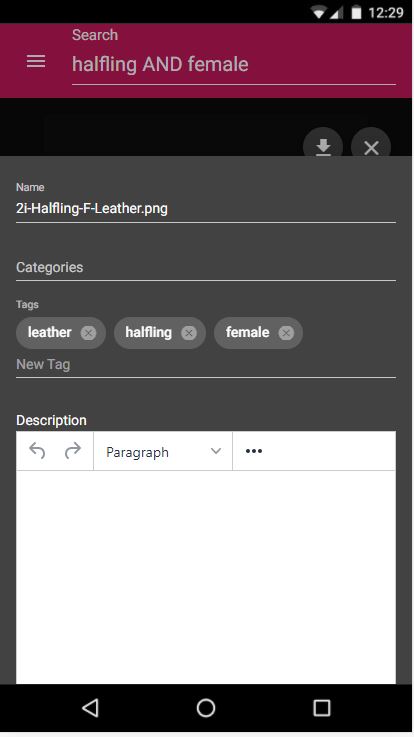 12:29
Search
halfling AND female
Name
2i-Halfling-F-Leather.png
Categories
Tags
leather halfling female
New Tag
Description
Paragraph